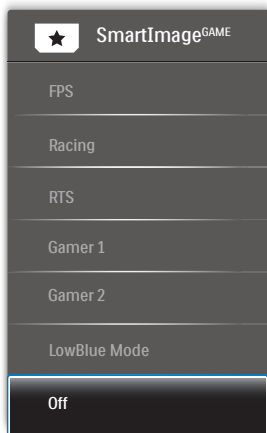 SmartImageGAME
FPS
Racing
RTS
Gamer 1
Gamer 2
LowBlue Mode
Off